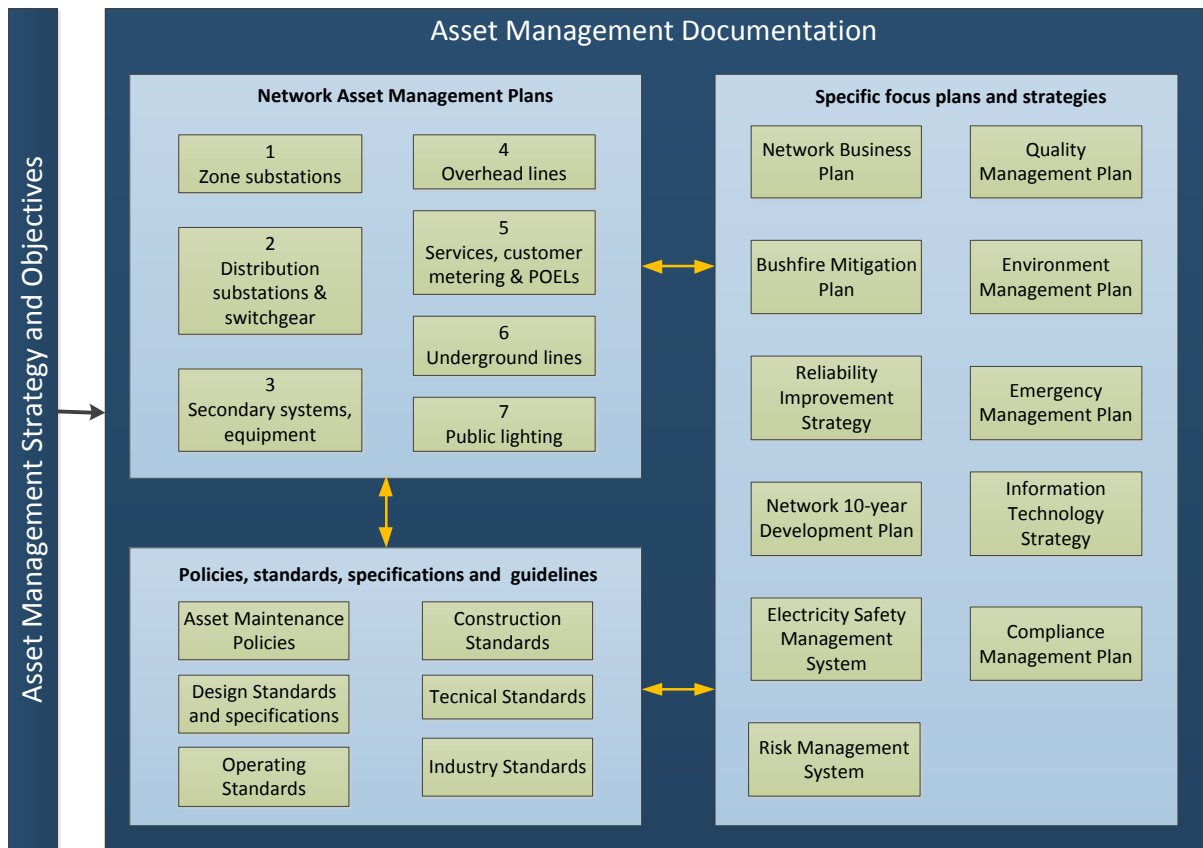 Asset Management Strategy and Objectives
Asset Management Documentation
Network Asset Management Plans
1
Zone substations
2
Distribution
substations &
switchgear
3
Secondary systems,
equipment
4
Overhead lines
5
Services, customer
metering & POELs
6
Underground lines
7
Public lighting
Policies, standards, specifications and guidelines
Asset Maintenance
Policies
Design Standards
and specifications
Operating
Standards
Construction
Standards
Tecnical Standards
Industry Standards
Specific focus plans and strategies
Network Business
Plan
Bushfire Mitigation
Plan
Reliability
Improvement
Strategy
Network 10-year
Development Plan
Electricity Safety
Management
System
Risk Management
System
Quality
Management Plan
Environment
Management Plan
Emergency
Management Plan
Information
Technology
Strategy
Compliance
Management Plan